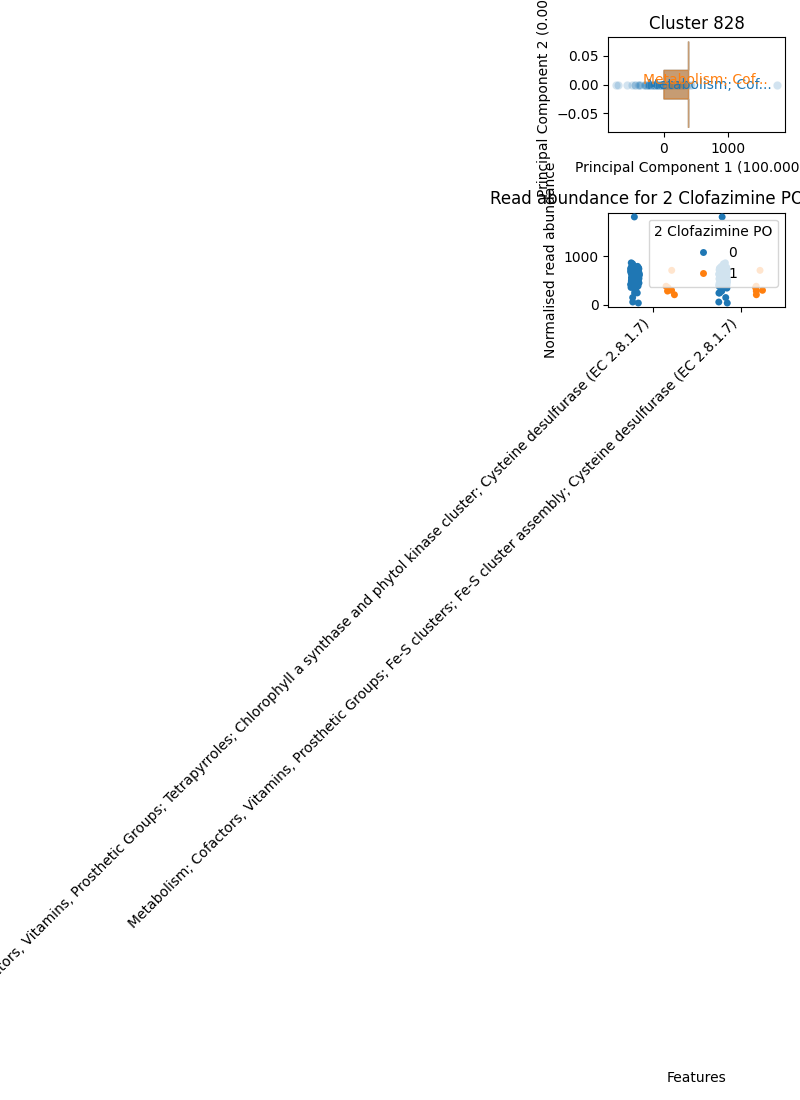 Cluster 828
Principal Component 2 (0.00
0.05
0.00
−0.05
Metabolism; Cof...
Metabolism; Cof...
0
1000
Principal Component 1 (100.000
Read abundance for 2 Clofazimine PO
Normalised read abundance
1000
0
2 Clofazimine PO
0
1
tors, Vitamins, Prosthetic Groups; Tetrapyrroles; Chlorophyll a synthase and phytol kinase cluster; Cysteine desulfurase (EC 2.8.1.7)
Metabolism; Cofactors, Vitamins, Prosthetic Groups; Fe-S clusters; Fe-S cluster assembly; Cysteine desulfurase (EC 2.8.1.7)
Features